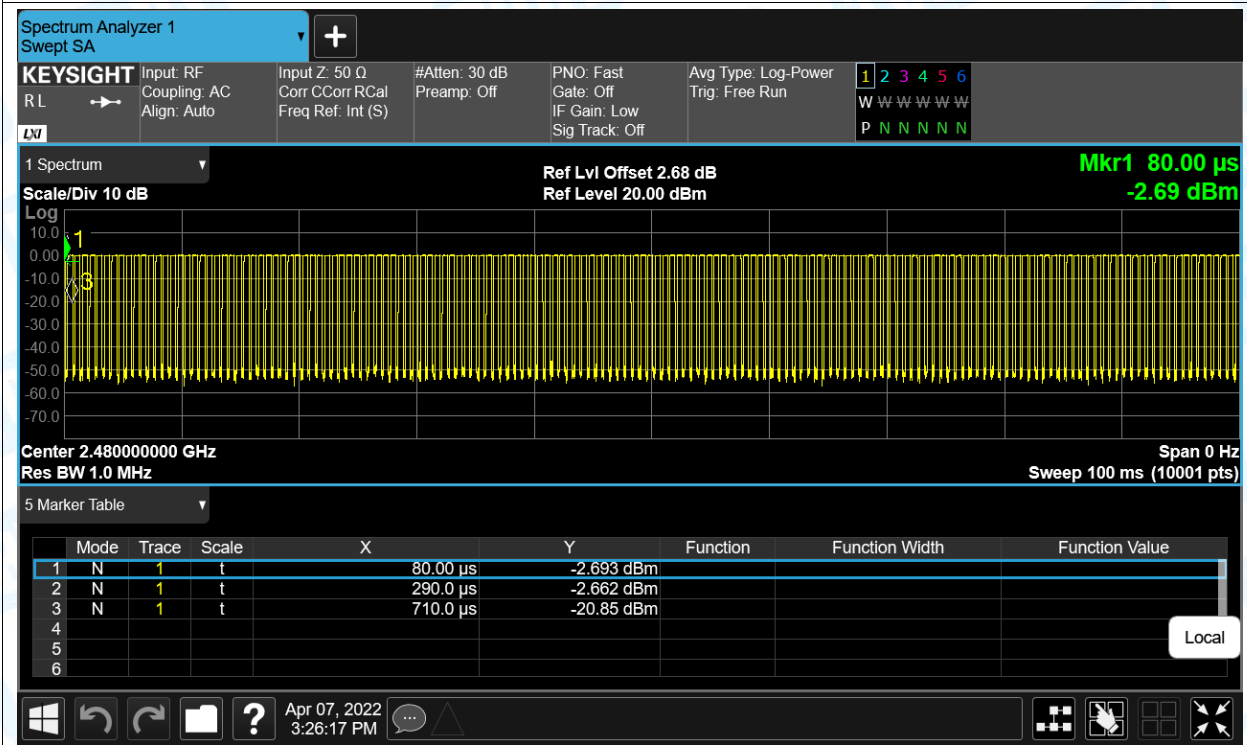 Spectrum Analyzer 1
Swept SA
KEYSIGHT
R L
LXI
Input: RF
Coupling: AC
Align: Auto
Input Z: 50 Ω
Corr CCorr RCal
Freq Ref: Int (S)
#Atten: 30 dB
Preamp: Off
PNO: Fast
Gate: Off
IF Gain: Low
Sig Track: Off
Avg Type: Log-Power
Trig: Free Run
1 2 3 4 5 6
W W W W W W
P N N N N N
1 Spectrum
Scale/Div 10 dB
Ref Lvl Offset 2.68 dB
Ref Level 20.00 dBm
Mkr1 80.00 µs
-2.69 dBm
Log
10.0
0.00
-10.0
-20.0
-30.0
-40.0
-50.0
-60.0
-70.0
1
3
Center 2.480000000 GHz
Res BW 1.0 MHz
Span 0 Hz
Sweep 100 ms (10001 pts)
5 Marker Table
Mode Trace Scale X Y Function Function Width Function Value
1 N 1 t 80.00 µs -2.693 dBm
2 N 1 t 290.0 µs -2.662 dBm
3 N 1 t 710.0 µs -20.85 dBm
4
5
6
Local
?
Apr 07, 2022
3:26:17 PM